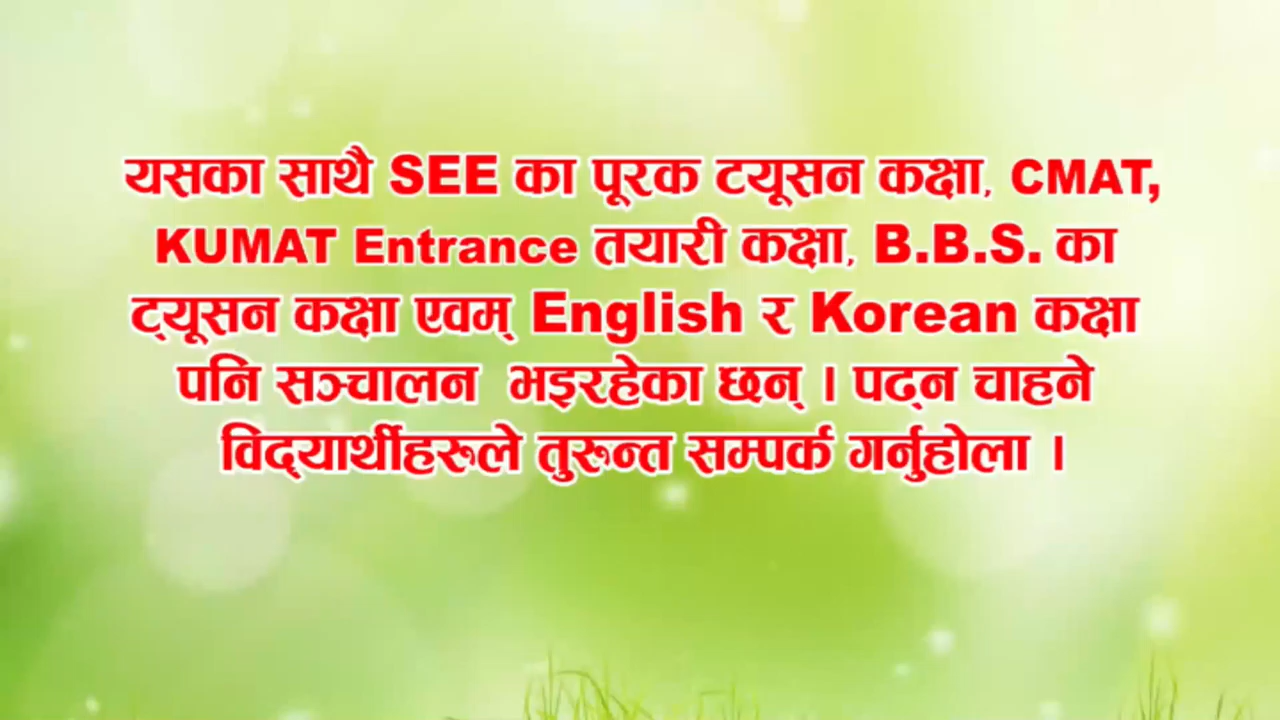 यसका साथै SEE का पूरक टयूसन कक्षा, CMAT,
KUMAT Entrance तयारी कक्षा, B.B.S. का
ट्यूसन कक्षा एवम् English र Korean कक्षा
पनि सञ्चालन भइरहेका छन् । पढ्न चाहने
विद्यार्थीहरूले तुरुन्त सम्पर्क गर्नुहोला ।